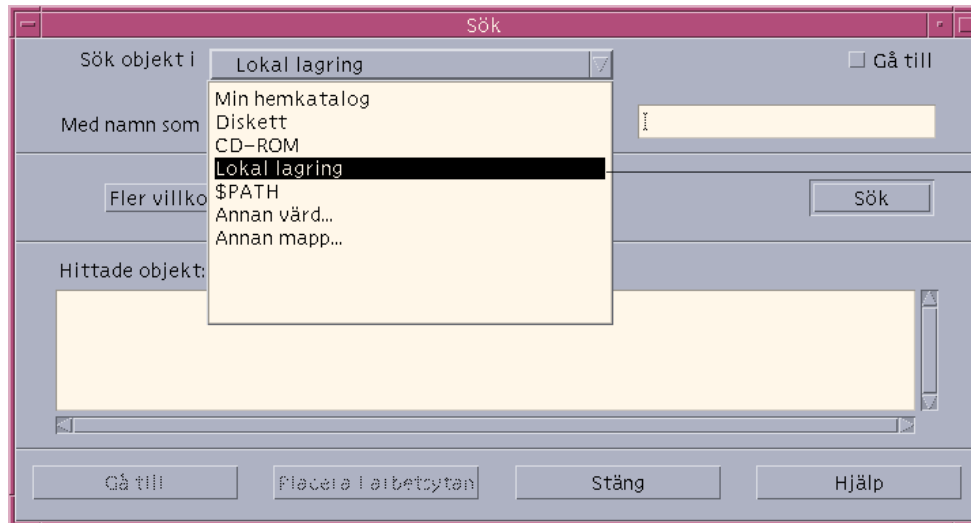 Sök
Sök objekt i Lokal lagring Gå till
Min hemkatalog
Med namn som Diskett
CD-ROM
Lokal lagring
$PATH
Fler villko Sök
Annan värd...
Annan mapp...
Hittade objekt:
Gå till Placera i arbetsytan Stäng Hjälp